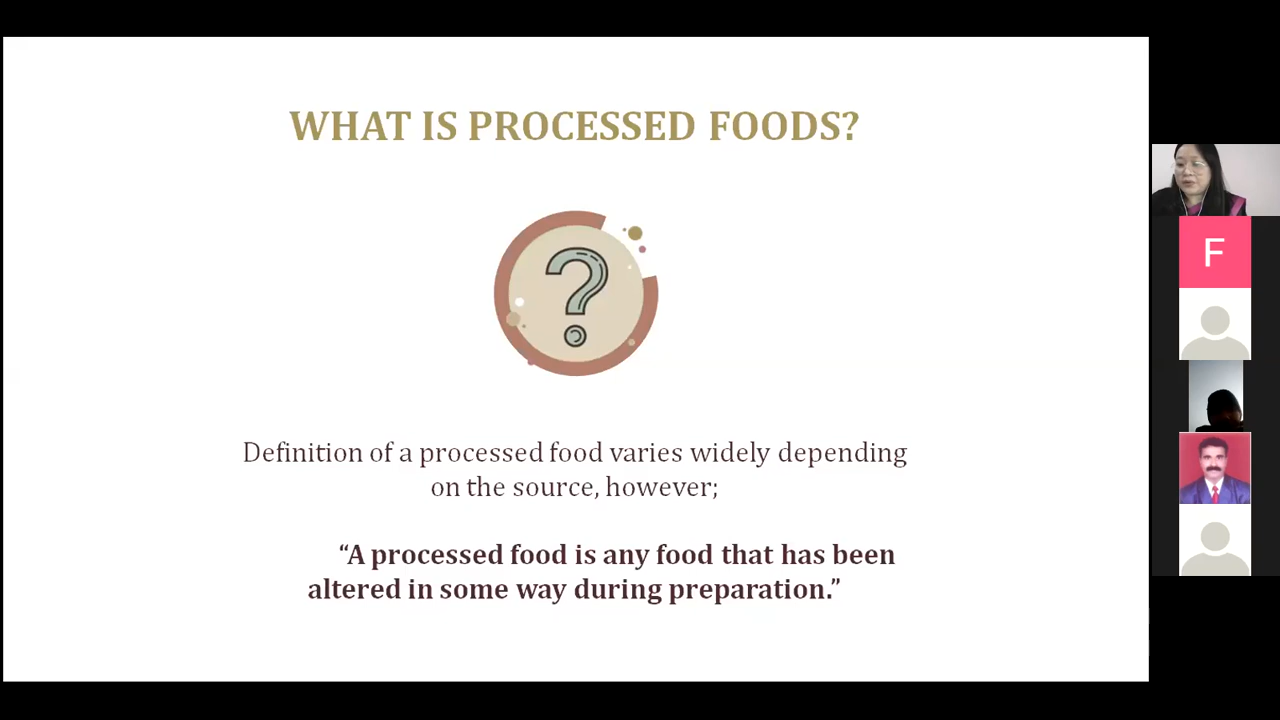 WHAT IS PROCESSED FOODS?
Definition of a processed food varies widely depending
on the source, however;
“A processed food is any food that has been
altered in some way during preparation.”
F